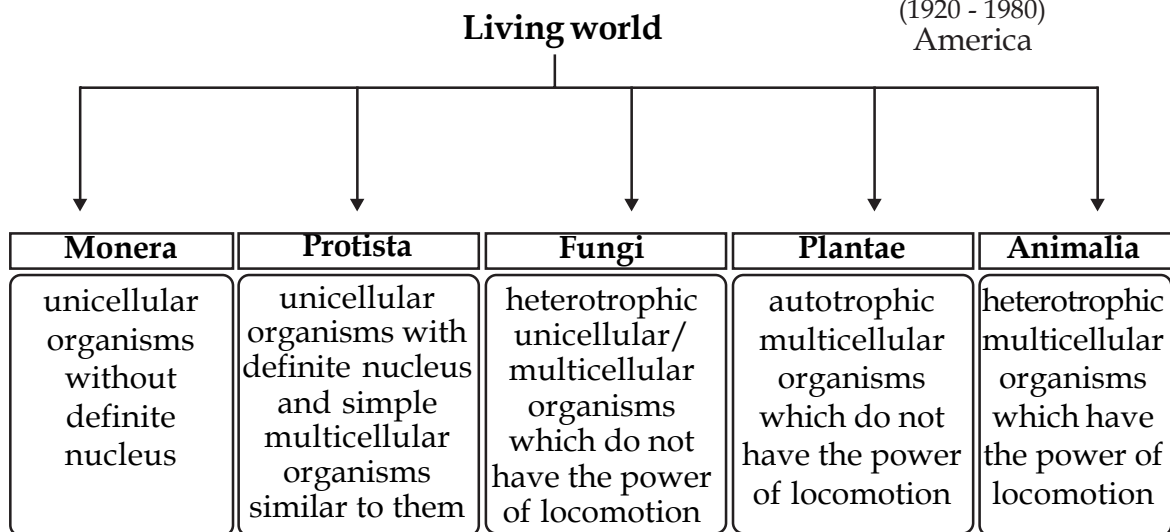 (1920 - 1980)
America
Living world
Monera
unicellular
organisms
without
definite
nucleus
Protista
unicellular
organisms with
definite nucleus
and simple
multicellular
organisms
similar to them
Fungi
heterotrophic
unicellular/
multicellular
organisms
which do not
have the power
of locomotion
Plantae
autotrophic
multicellular
organisms
which do not
have the power
of locomotion
Animalia
heterotrophic
multicellular
organisms
which have
the power of
locomotion